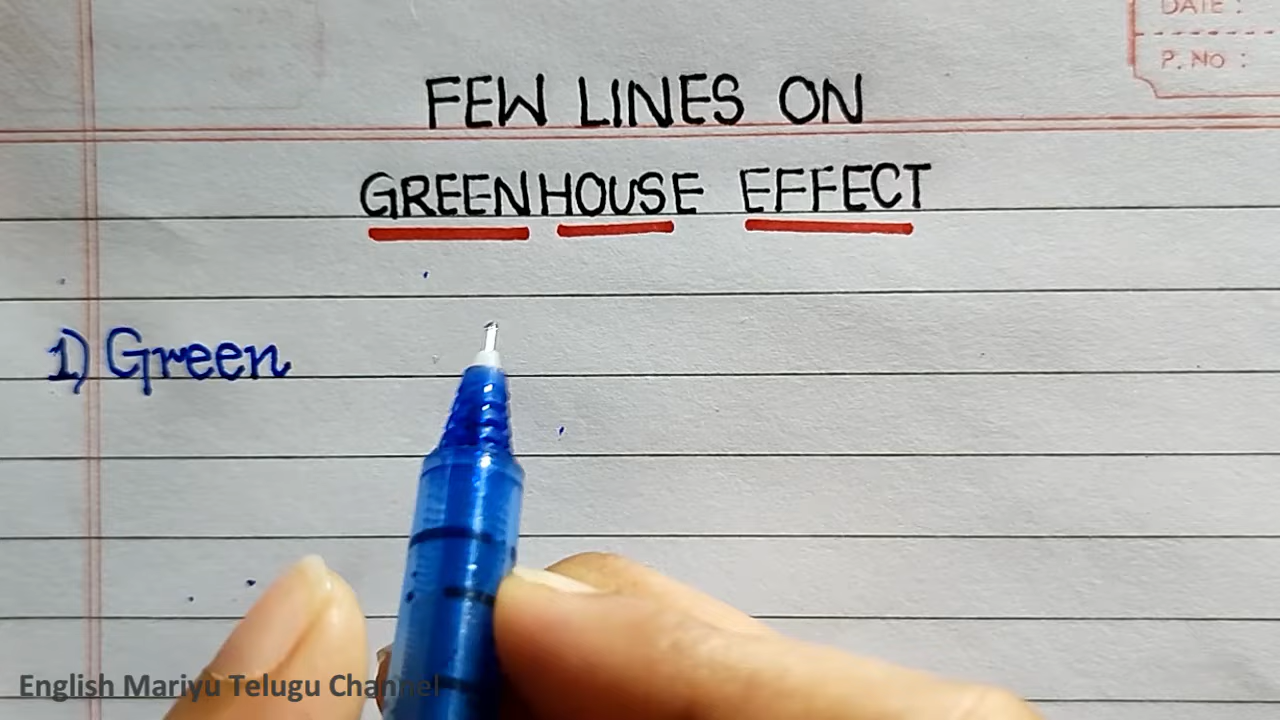 DATE :
P. NO :
FEW LINES ON
GREENHOUSE EFFECT
1) Green
English Mariyu Telugu Channel